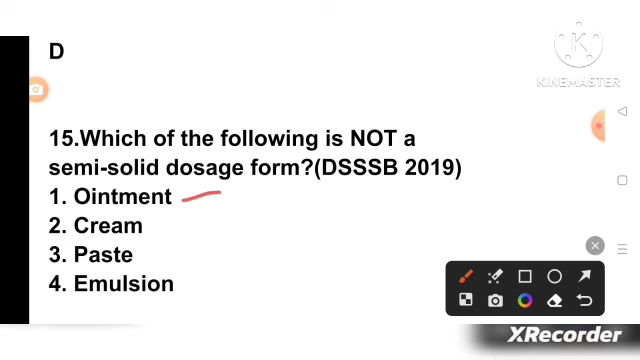 D
KINEMASTER
15.Which of the following is NOT a
semi-solid dosage form?(DSSSB 2019)
1. Ointment
2. Cream
3. Paste
4. Emulsion
XRecorder